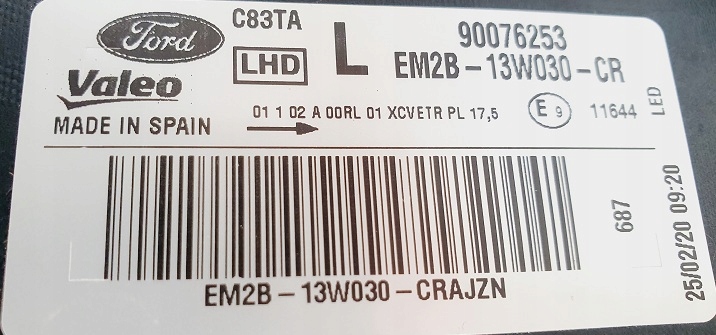 Ford
C83TA
Valeo
LHD
L
90076253
EM2B-13W030-CR
MADE IN SPAIN
01 1 02 A 00RL 01 XCVETR PL 17,5
E 9
11644
LED
687
25/02/20 09:20
EM2B-13W030-CRAJZN